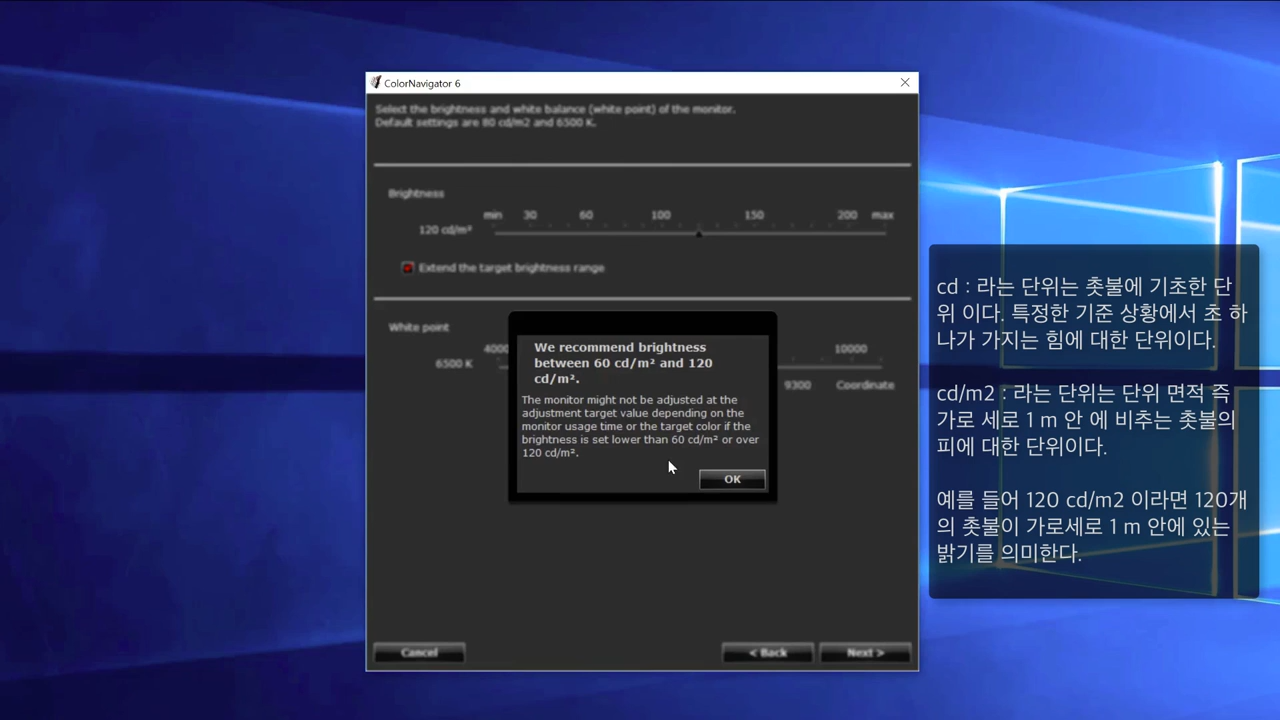 ColorNavigator 6
Select the brightness and white balance (white point) of the monitor.
Default settings are 80 cd/m2 and 6500 K.
Brightness
min 30 60 100 150 200 max
120 cd/m²
Extend the target brightness range
White point
4000 10000
6500 K
9300 Coordinate
We recommend brightness
between 60 cd/m² and 120
cd/m².
The monitor might not be adjusted at the
adjustment target value depending on the
monitor usage time or the target color if the
brightness is set lower than 60 cd/m² or over
120 cd/m².
OK
Cancel
< Back
Next >
cd : 라는 단위는 촛불에 기초한 단
위 이다. 특정한 기준 상황에서 초 하
나가 가지는 힘에 대한 단위이다.
cd/m2 : 라는 단위는 단위 면적 즉
가로 세로 1 m 안 에 비추는 촛불의
피에 대한 단위이다.
예를 들어 120 cd/m2 이라면 120개
의 촛불이 가로세로 1 m 안에 있는
밝기를 의미한다.